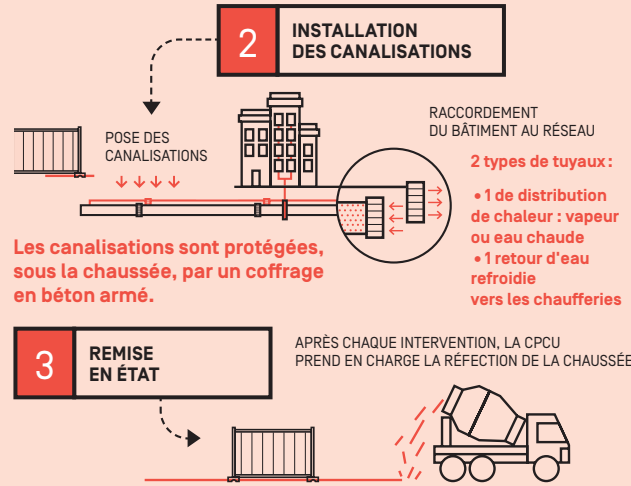 2
INSTALLATION
DES CANALISATIONS
POSE DES
CANALISATIONS
RACCORDEMENT
DU BÂTIMENT AU RÉSEAU
2 types de tuyaux :
• 1 de distribution
de chaleur : vapeur
ou eau chaude
• 1 retour d'eau
refroidie
vers les chaufferies
Les canalisations sont protégées,
sous la chaussée, par un coffrage
en béton armé.
3
REMISE
EN ÉTAT
APRÈS CHAQUE INTERVENTION, LA CPCU
PREND EN CHARGE LA RÉFECTION DE LA CHAUSSÉE